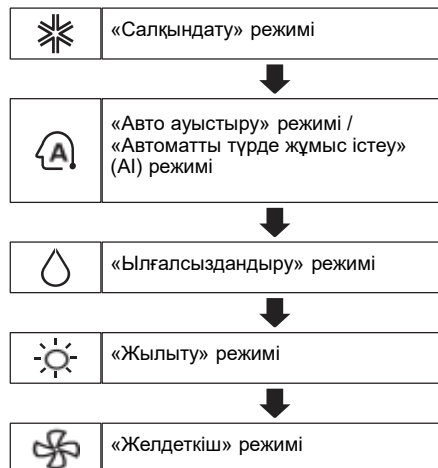 «Салқындату» режимі
A
«Авто ауыстыру» режимі /
«Автоматты түрде жұмыс істеу»
(AI) режимі
«Ылғалсыздандыру» режимі
«Жылыту» режимі
«Желдеткіш» режимі